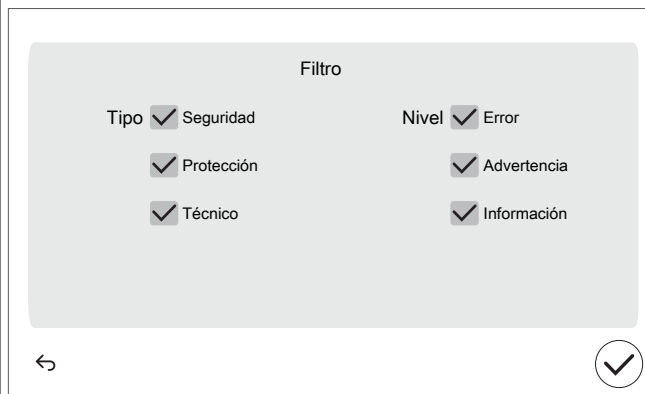 Filtro
Tipo Seguridad Nivel Error
Protección Advertencia
Técnico Información